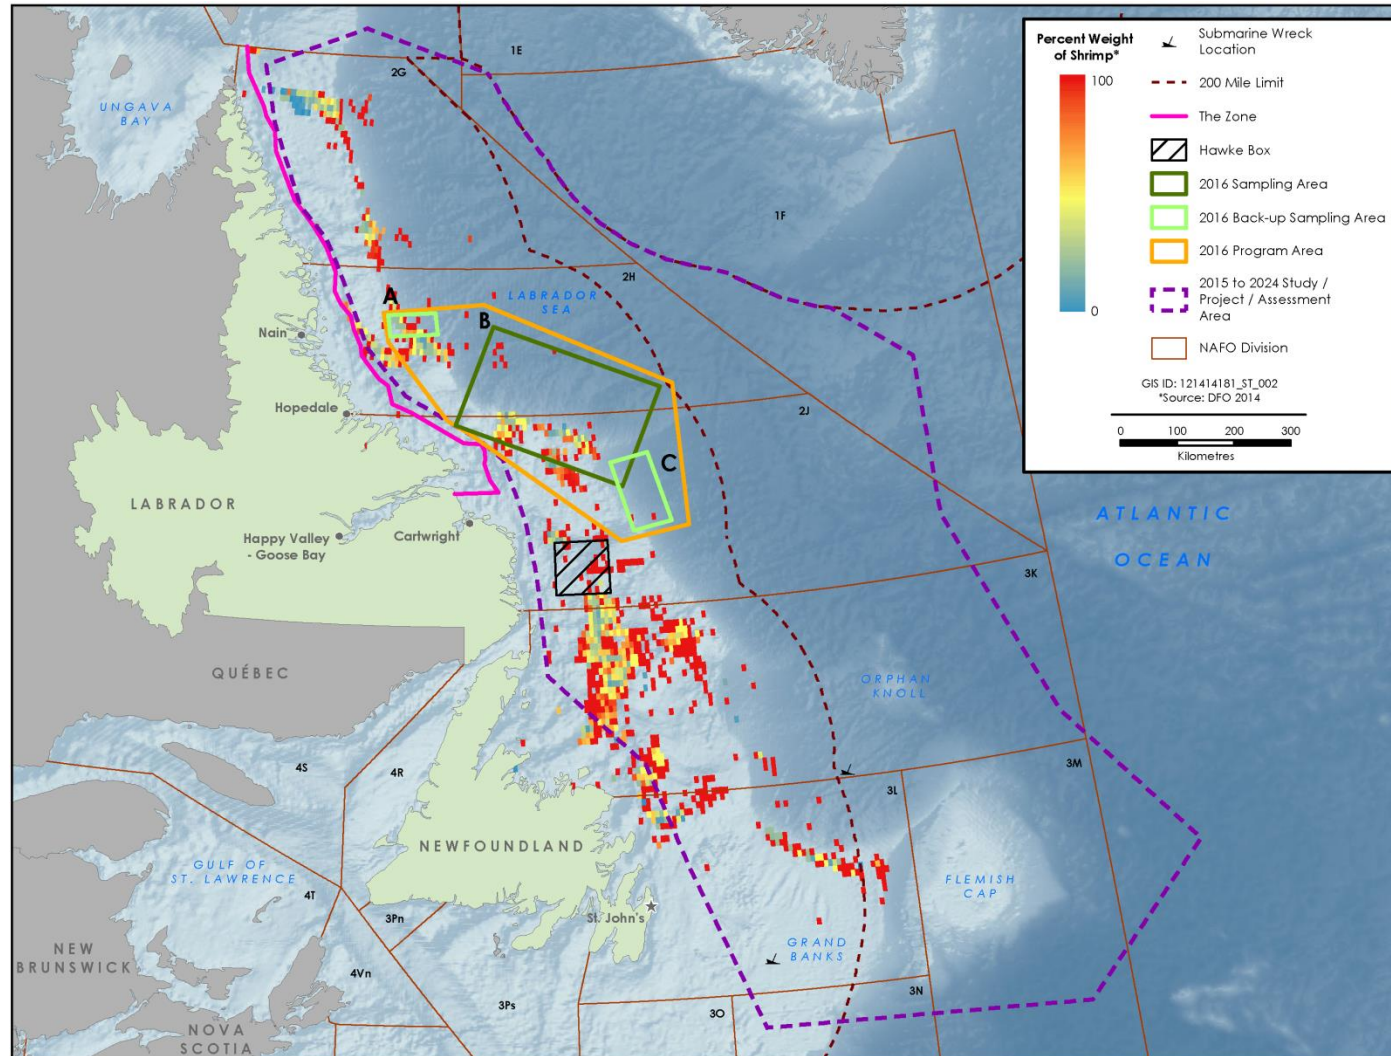 1E
2G
UNGAVA
BAY
1F
2H
LABRADOR
SEA
A
B
Nain
Hopedale
2J
C
LABRADOR
Happy Valley
- Goose Bay
Cartwright
ATLANTIC
OCEAN
3K
QUÉBEC
ORPHAN
KNOLL
4S
4R
3M
3L
NEWFOUNDLAND
GULF OF
ST. LAWRENCE
FLEMISH
CAP
4T
3Pn
St. John's
GRAND
BANKS
NEW
BRUNSWICK
4Vn
3Ps
3O
3N
NOVA
SCOTIA
Percent Weight
of Shrimp*
100
0
Submarine Wreck
Location
200 Mile Limit
The Zone
Hawke Box
2016 Sampling Area
2016 Back-up Sampling Area
2016 Program Area
2015 to 2024 Study /
Project / Assessment
Area
NAFO Division
GIS ID: 121414181_ST_002
*Source: DFO 2014
0 100 200 300
Kilometres